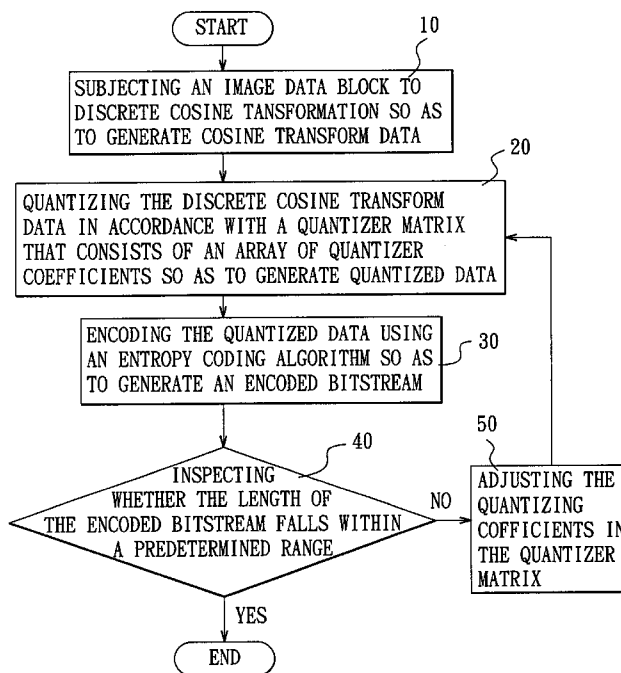 START
10
SUBJECTING AN IMAGE DATA BLOCK TO
DISCRETE COSINE TANSFORMATION SO AS
TO GENERATE COSINE TRANSFORM DATA
20
QUANTIZING THE DISCRETE COSINE TRANSFORM
DATA IN ACCORDANCE WITH A QUANTIZER MATRIX
THAT CONSISTS OF AN ARRAY OF QUANTIZER
COEFFICIENTS SO AS TO GENERATE QUANTIZED DATA
ENCODING THE QUANTIZED DATA USING
AN ENTROPY CODING ALGORITHM SO AS
TO GENERATE AN ENCODED BITSTREAM
30
40
INSPECTING
WHETHER THE LENGTH OF
THE ENCODED BITSTREAM FALLS WITHIN
A PREDETERMINED RANGE
NO
50
ADJUSTING THE
QUANTIZING
COFFICIENTS IN
THE QUANTIZER
MATRIX
YES
END